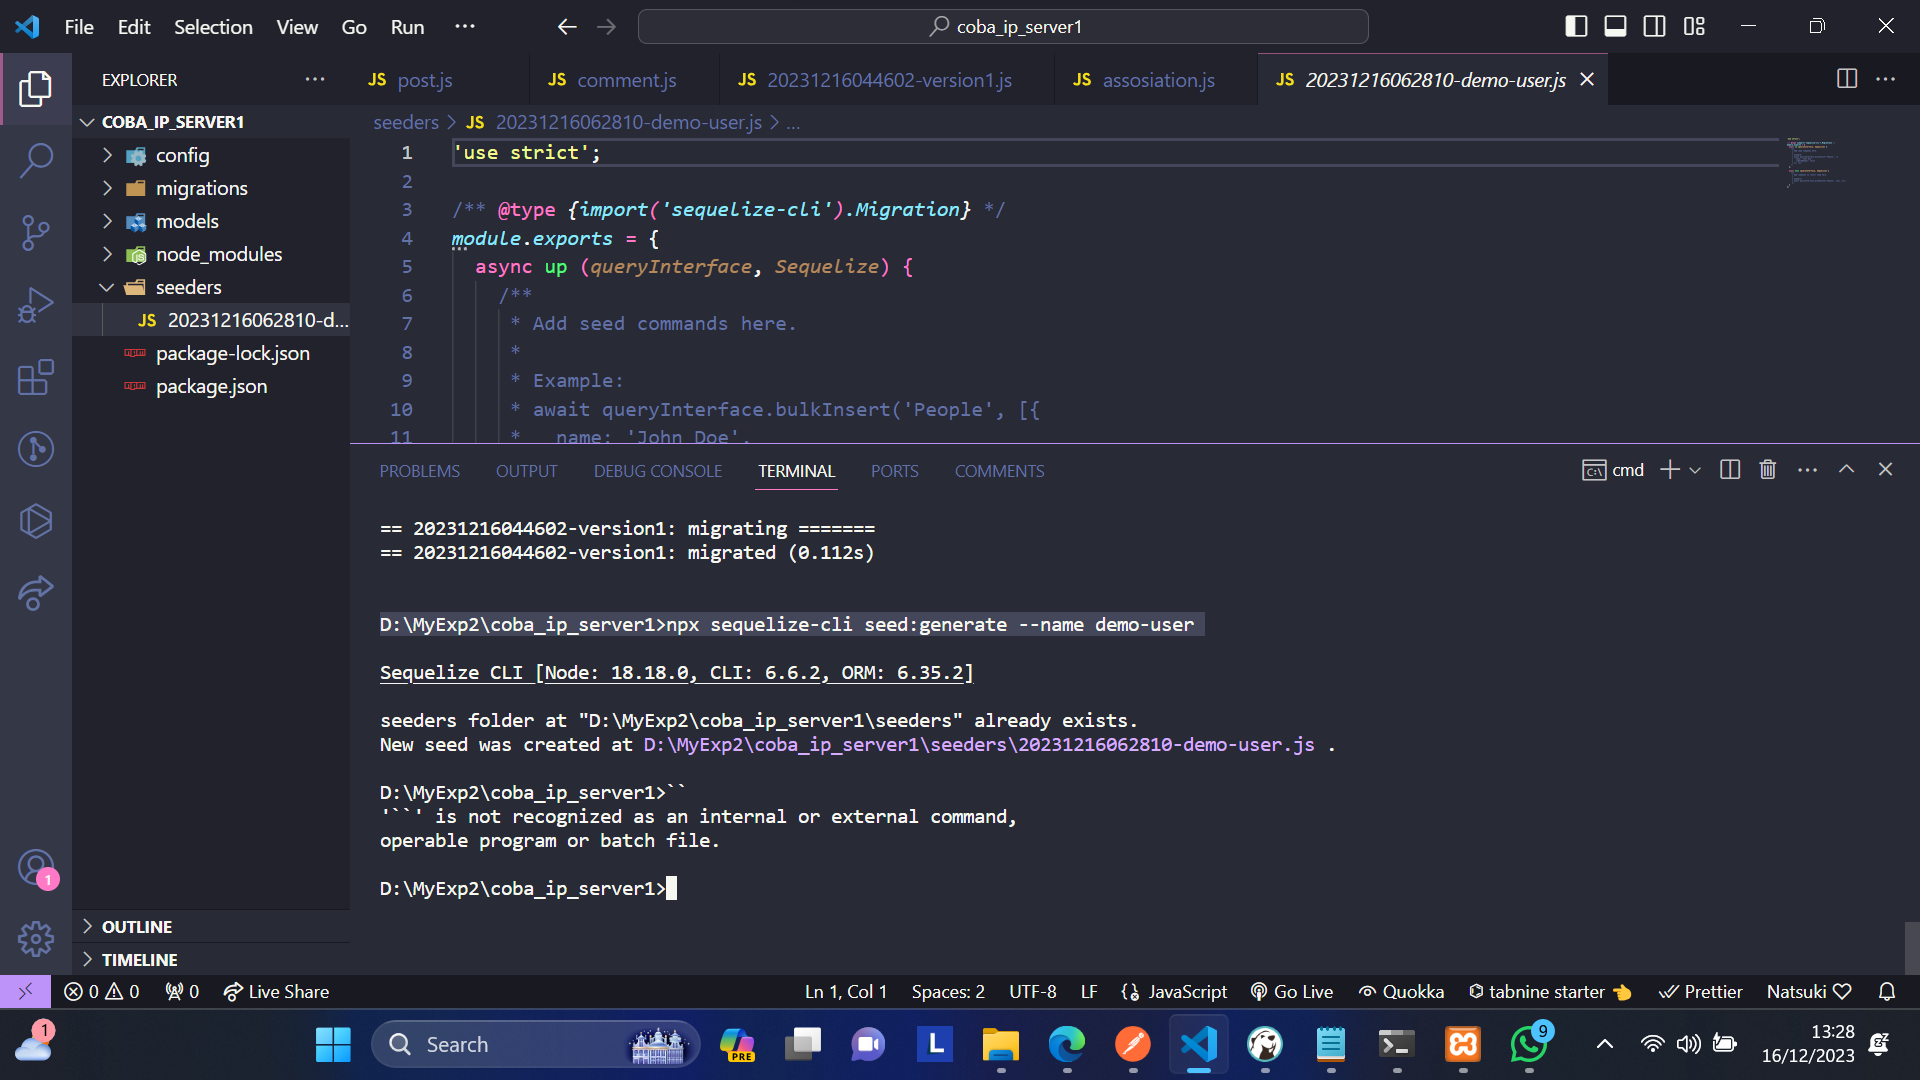 File Edit Selection View Go Run ···
coba_ip_server1
EXPLORER
JS post.js
JS comment.js
JS 20231216044602-version1.js
JS assosiation.js
JS 20231216062810-demo-user.js
COBA_IP_SERVER1
config
migrations
models
node_modules
seeders
JS 20231216062810-d...
package-lock.json
package.json
OUTLINE
TIMELINE
seeders > JS 20231216062810-demo-user.js > ...
1 'use strict';
2
3 /** @type {import('sequelize-cli').Migration} */
4 module.exports = {
5 async up (queryInterface, Sequelize) {
6 /**
7 * Add seed commands here.
8 *
9 * Example:
10 * await queryInterface.bulkInsert('People', [{
11 * name: 'John Doe',
PROBLEMS OUTPUT DEBUG CONSOLE TERMINAL PORTS COMMENTS
cmd
== 20231216044602-version1: migrating =======
== 20231216044602-version1: migrated (0.112s)
D:\MyExp2\coba_ip_server1>npx sequelize-cli seed:generate --name demo-user
Sequelize CLI [Node: 18.18.0, CLI: 6.6.2, ORM: 6.35.2]
seeders folder at "D:\MyExp2\coba_ip_server1\seeders" already exists.
New seed was created at D:\MyExp2\coba_ip_server1\seeders\20231216062810-demo-user.js .
D:\MyExp2\coba_ip_server1>``
'``' is not recognized as an internal or external command,
operable program or batch file.
D:\MyExp2\coba_ip_server1>
1
0 0 0 Live Share
Ln 1, Col 1 Spaces: 2 UTF-8 LF JavaScript Go Live Quokka tabnine starter Prettier Natsuki
1
Search
PRE
L
9
13:28
16/12/2023